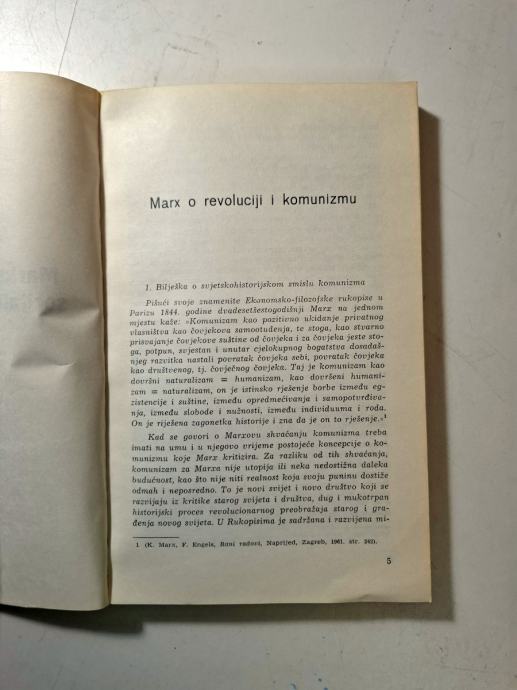 Marx o revoluciji i komunizmu
1. Bilješka o svjetskohistorijskom smislu komunizma
Pišući svoje znamenite Ekonomsko-filozofske rukopise u
Parizu 1844. godine dvadesetšestogodišnji Marx na jednom
mjestu kaže: »Komunizam kao pozitivno ukidanje privatnog
vlasništva kao čovjekova samootuđenja, te stoga, kao stvarno
prisvajanje čovjekove suštine od čovjeka i za čovjeka jeste sto-
ga, potpun, svjestan i unutar cjelokupnog bogatstva dosadaš-
njeg razvitka nastali povratak čovjeka sebi, povratak čovjeka
kao društvenog, tj. čovječnog čovjeka. Taj je komunizam kao
dovršni naturalizam = humanizam, kao dovršeni humani-
zam = naturalizam, on je istinsko rješenje borbe između eg-
zistencije i suštine, između opredmećivanja i samopotvrđiva-
nja, između slobode i nužnosti, između individuuma i roda.
On je riješena zagonetka historije i zna da je on to rješenje.«1
Kad se govori o Marxovu shvaćanju komunizma treba
imati na umu i u njegovo vrijeme postojeće koncepcije o ko-
munizmu koje Marx kritizira. Za razliku od tih shvaćanja,
komunizam za Marxa nije utopija ili neka nedostižna daleka
budućnost, kao što nije niti realnost koja svoju puninu dostiže
odmah i neposredno. To je novi svijet i novo društvo koji se
razvijaju iz kritike starog svijeta i društva, dug i mukotrpan
historijski proces revolucionarnog preobražaja starog i gra-
đenja novog svijeta. U Rukopisima je sadržana i razvijena mi-
1 (K. Marx, F. Engels, Rani radovi, Naprijed, Zagreb, 1961. str. 242).
5